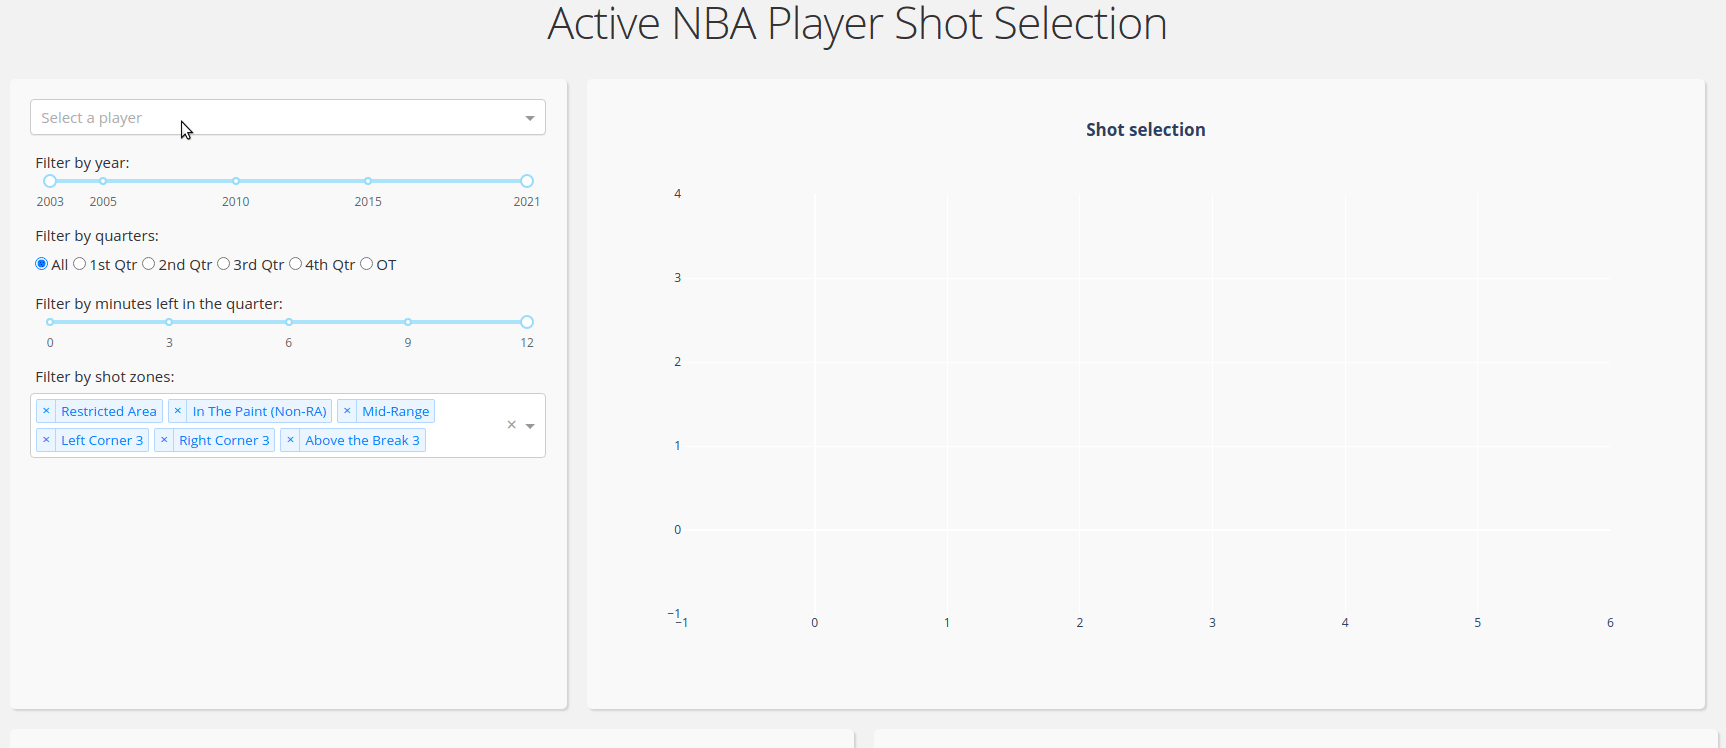 Active NBA Player Shot Selection
Select a player
Filter by year:
2003 2005 2010 2015 2021
Filter by quarters:
All 1st Qtr 2nd Qtr 3rd Qtr 4th Qtr OT
Filter by minutes left in the quarter:
0 3 6 9 12
Filter by shot zones:
× Restricted Area × In The Paint (Non-RA) × Mid-Range
× Left Corner 3 × Right Corner 3 × Above the Break 3
×
Shot selection
4
3
2
1
0
−1
−1 0 1 2 3 4 5 6